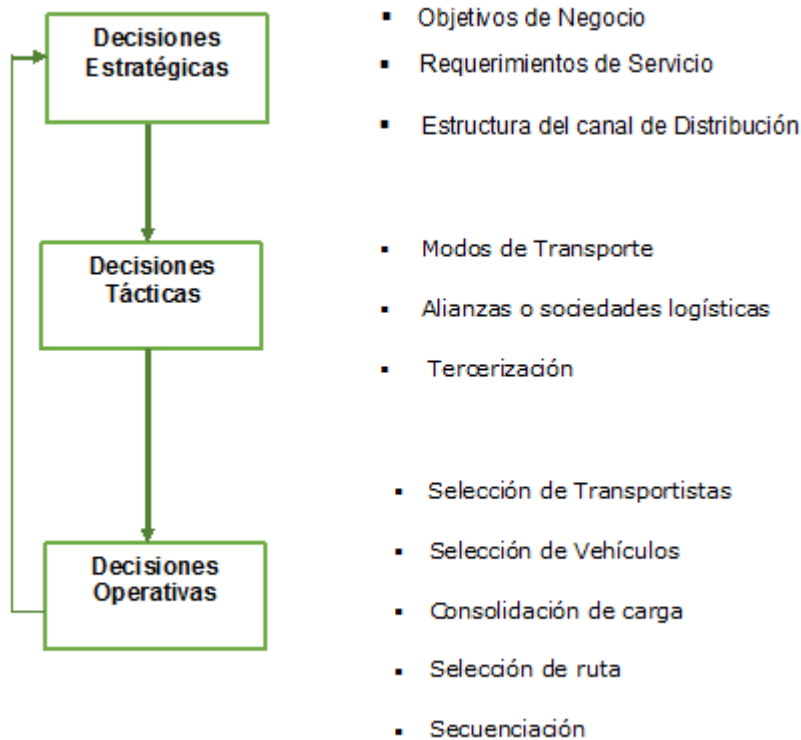 Decisiones
Estratégicas
▪ Objetivos de Negocio
▪ Requerimientos de Servicio
▪ Estructura del canal de Distribución
Decisiones
Tácticas
▪ Modos de Transporte
▪ Alianzas o sociedades logísticas
▪ Tercerización
Decisiones
Operativas
▪ Selección de Transportistas
▪ Selección de Vehículos
▪ Consolidación de carga
▪ Selección de ruta
▪ Secuenciación